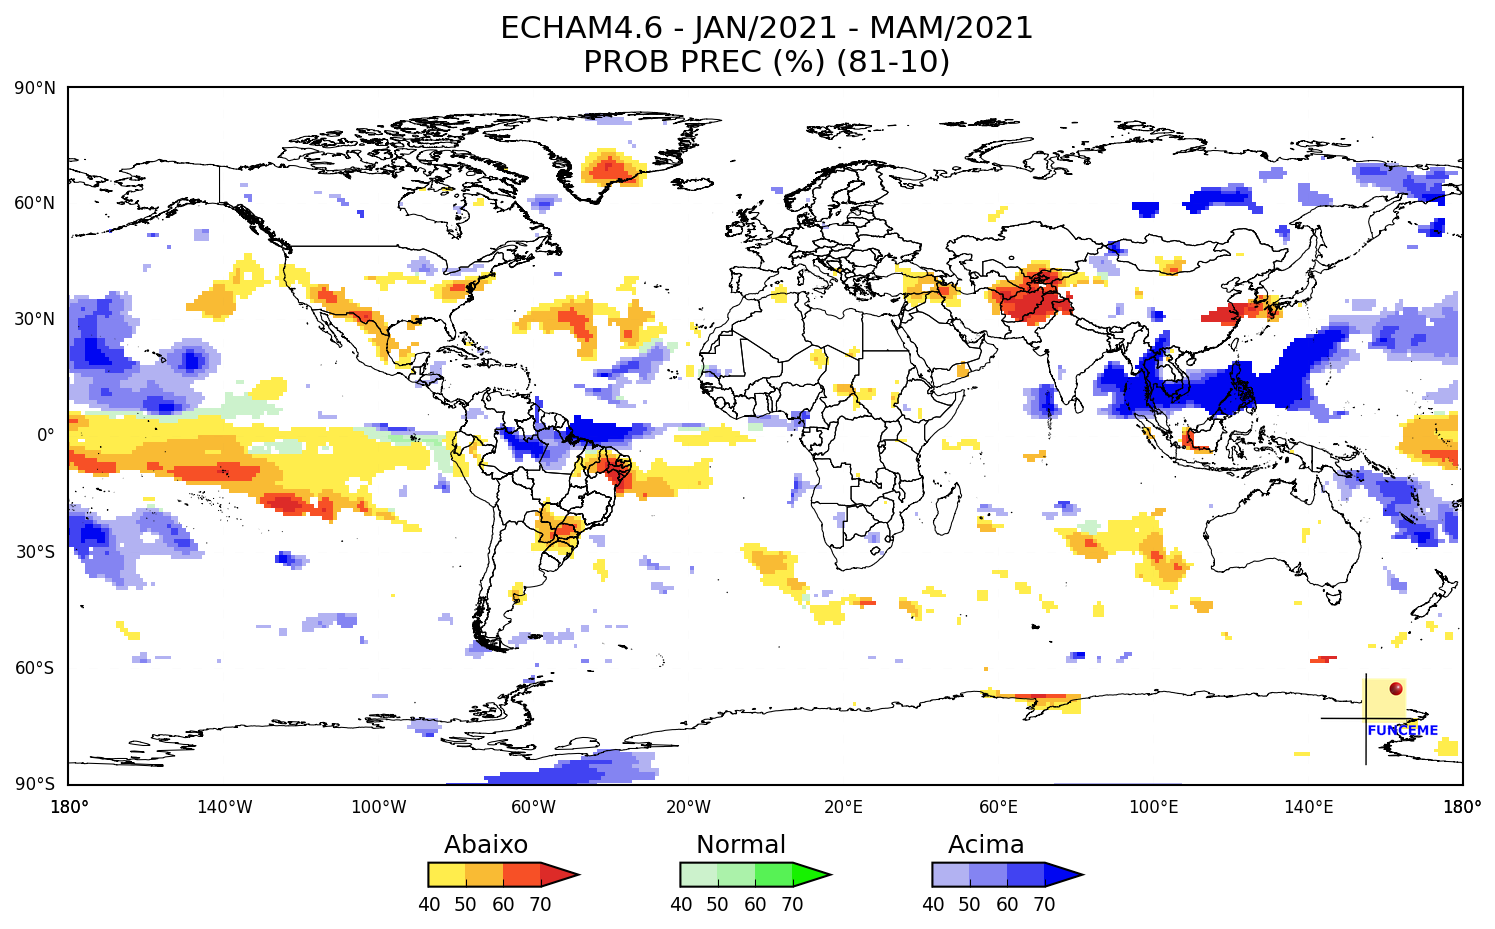 ECHAM4.6 - JAN/2021 - MAM/2021
PROB PREC (%) (81-10)
90°N
60°N
30°N
0°
30°S
60°S
90°S
180° 140°W 100°W 60°W 20°W 20°E 60°E 100°E 140°E 180°
FUNCEME
Abaixo Normal Acima
40 50 60 70 40 50 60 70 40 50 60 70